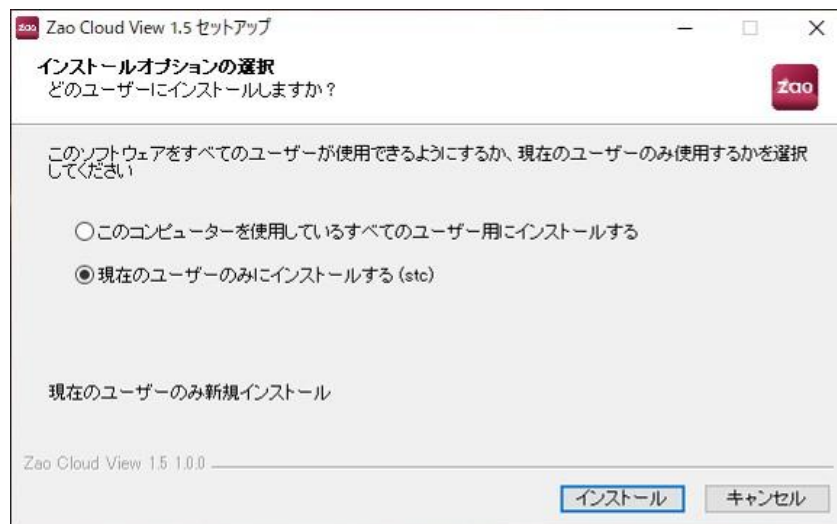 zao Zao Cloud View 1.5 セットアップ
インストールオプションの選択
どのユーザーにインストールしますか？
zao
このソフトウェアをすべてのユーザーが使用できるようにするか、現在のユーザーのみ使用するかを選択
してください
このコンピューターを使用しているすべてのユーザー用にインストールする
現在のユーザーのみにインストールする (stc)
現在のユーザーのみ新規インストール
Zao Cloud View 1.5 1.0.0
インストール キャンセル